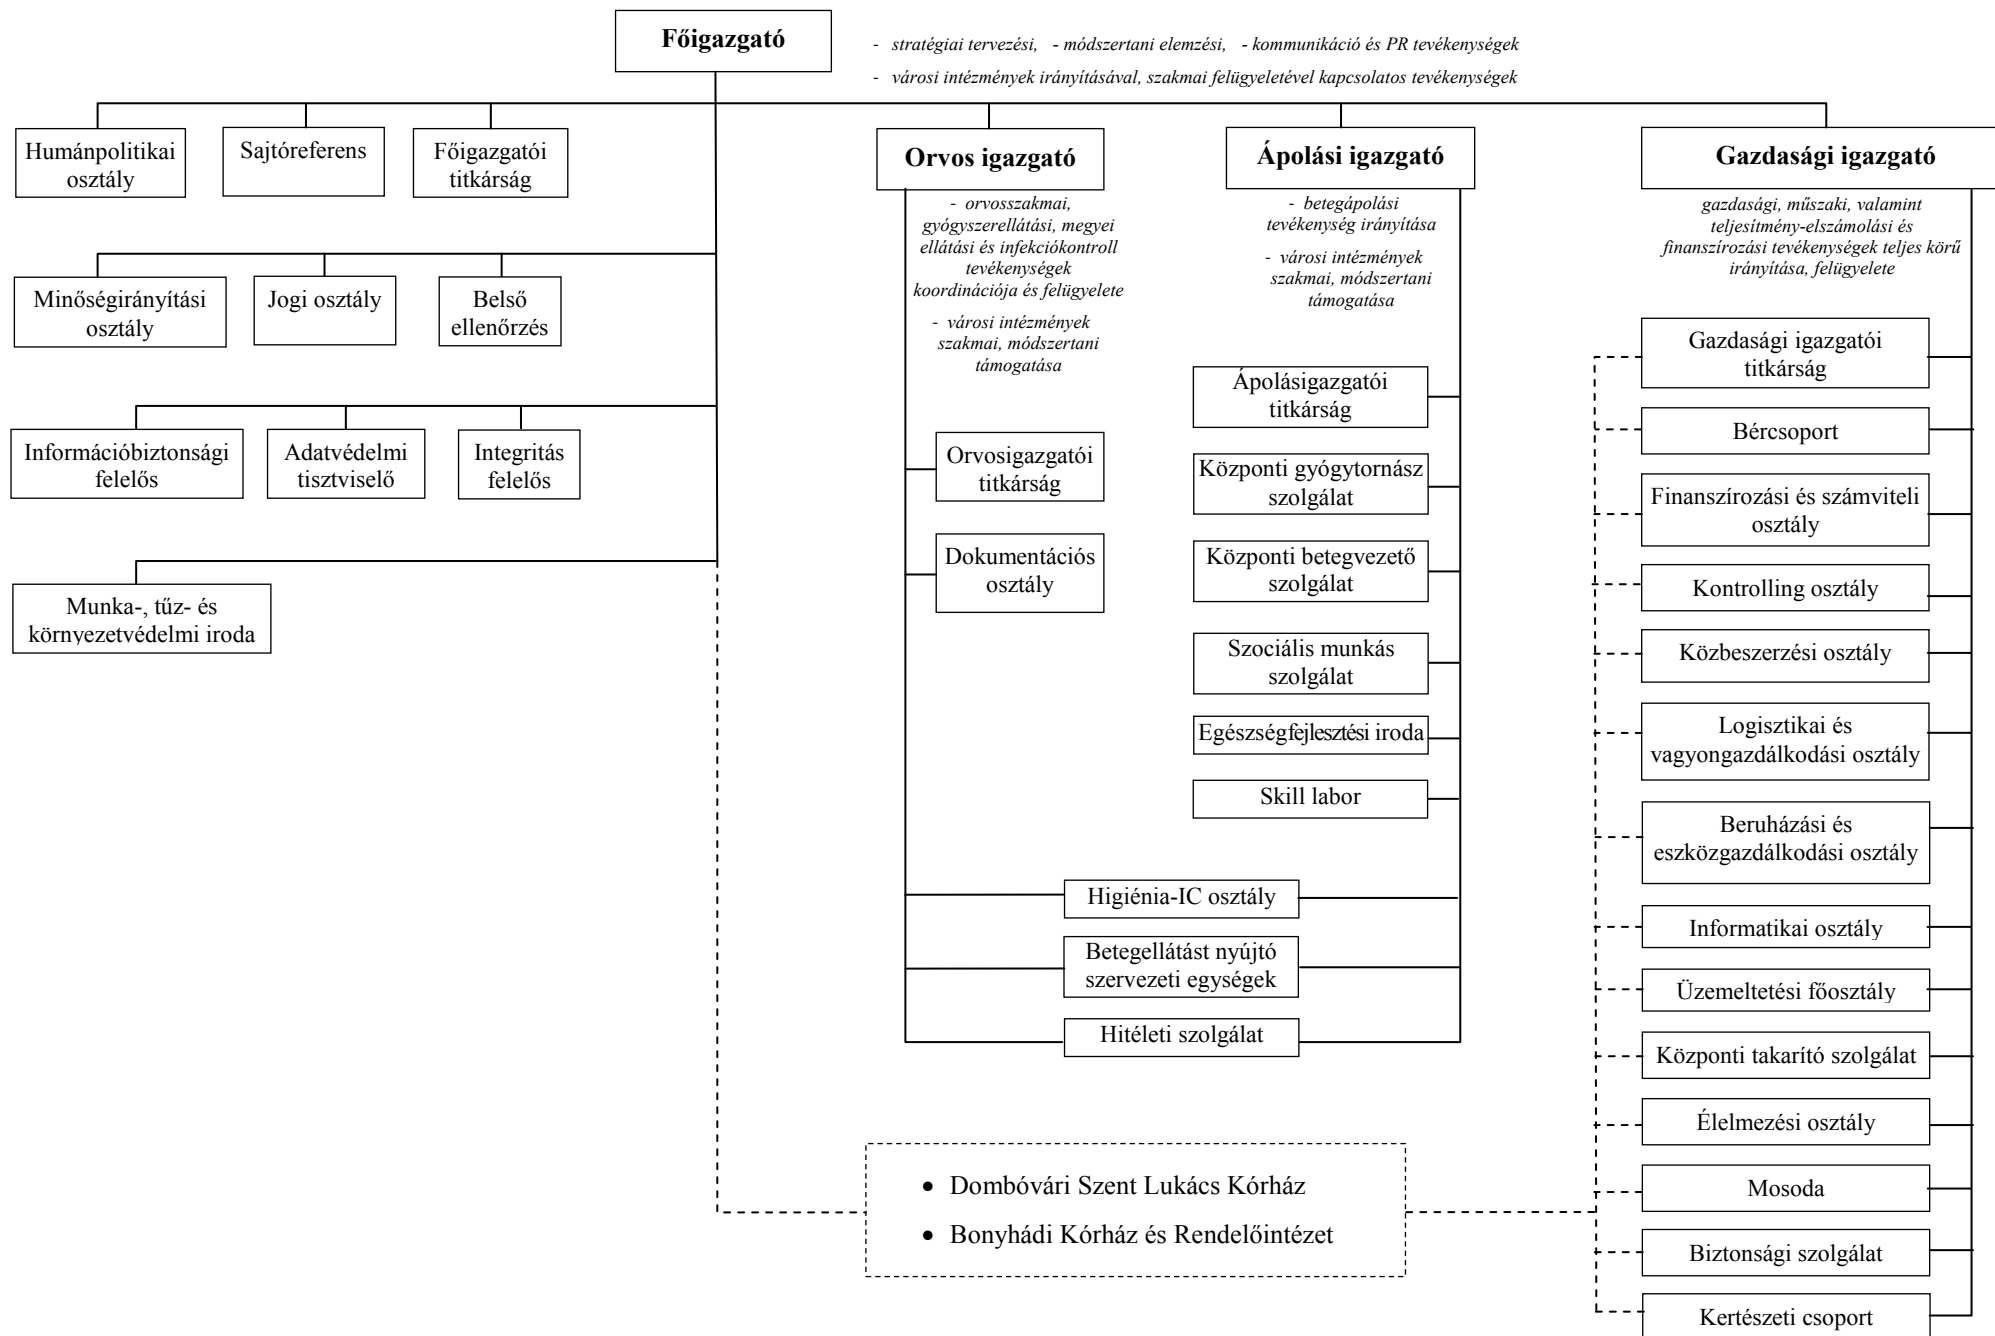 Főigazgató
- stratégiai tervezési, - módszertani elemzési, - kommunikáció és PR tevékenységek
- városi intézmények irányításával, szakmai felügyeletével kapcsolatos tevékenységek
Humánpolitikai
osztály
Sajtóreferens
Főigazgatói
titkárság
Minőségirányítási
osztály
Jogi osztály
Belső
ellenőrzés
Információbiztonsági
felelős
Adatvédelmi
tisztviselő
Integritás
felelős
Munka-, tűz- és
környezetvédelmi iroda
Orvos igazgató
- orvosszakmai,
gyógyszerellátási, megyei
ellátási és infekciókontroll
tevékenységek
koordinációja és felügyelete
- városi intézmények
szakmai, módszertani
támogatása
Orvosigazgatói
titkárság
Dokumentációs
osztály
Ápolási igazgató
- betegápolási
tevékenység irányítása
- városi intézmények
szakmai, módszertani
támogatása
Ápolásigazgatói
titkárság
Központi gyógytornász
szolgálat
Központi betegvezető
szolgálat
Szociális munkás
szolgálat
Egészségfejlesztési iroda
Skill labor
Higiénia-IC osztály
Betegellátást nyújtó
szervezeti egységek
Hitéleti szolgálat
Gazdasági igazgató
gazdasági, műszaki, valamint
teljesítmény-elszámolási és
finanszírozási tevékenységek teljes körű
irányítása, felügyelete
Gazdasági igazgatói
titkárság
Bércsoport
Finanszírozási és számviteli
osztály
Kontrolling osztály
Közbeszerzési osztály
Logisztikai és
vagyongazdálkodási osztály
Beruházási és
eszközgazdálkodási osztály
Informatikai osztály
Üzemeltetési főosztály
Központi takarító szolgálat
Élelmezési osztály
Mosoda
Biztonsági szolgálat
Kertészeti csoport
• Dombóvári Szent Lukács Kórház
• Bonyhádi Kórház és Rendelőintézet